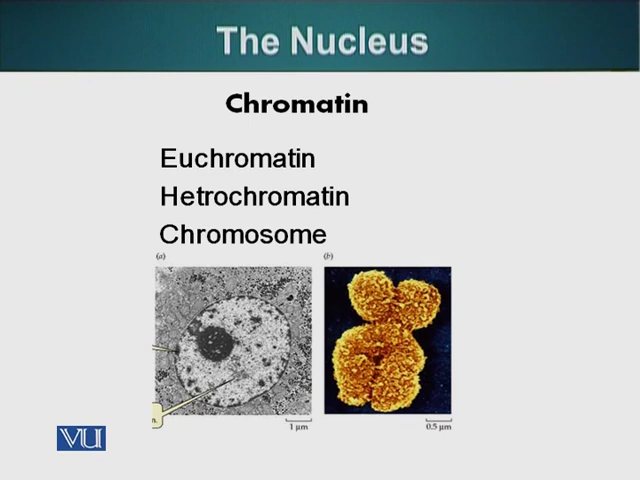 The Nucleus
Chromatin
Euchromatin
Hetrochromatin
Chromosome
(a) (b)
n.
1 µm 0.5 µm
VU